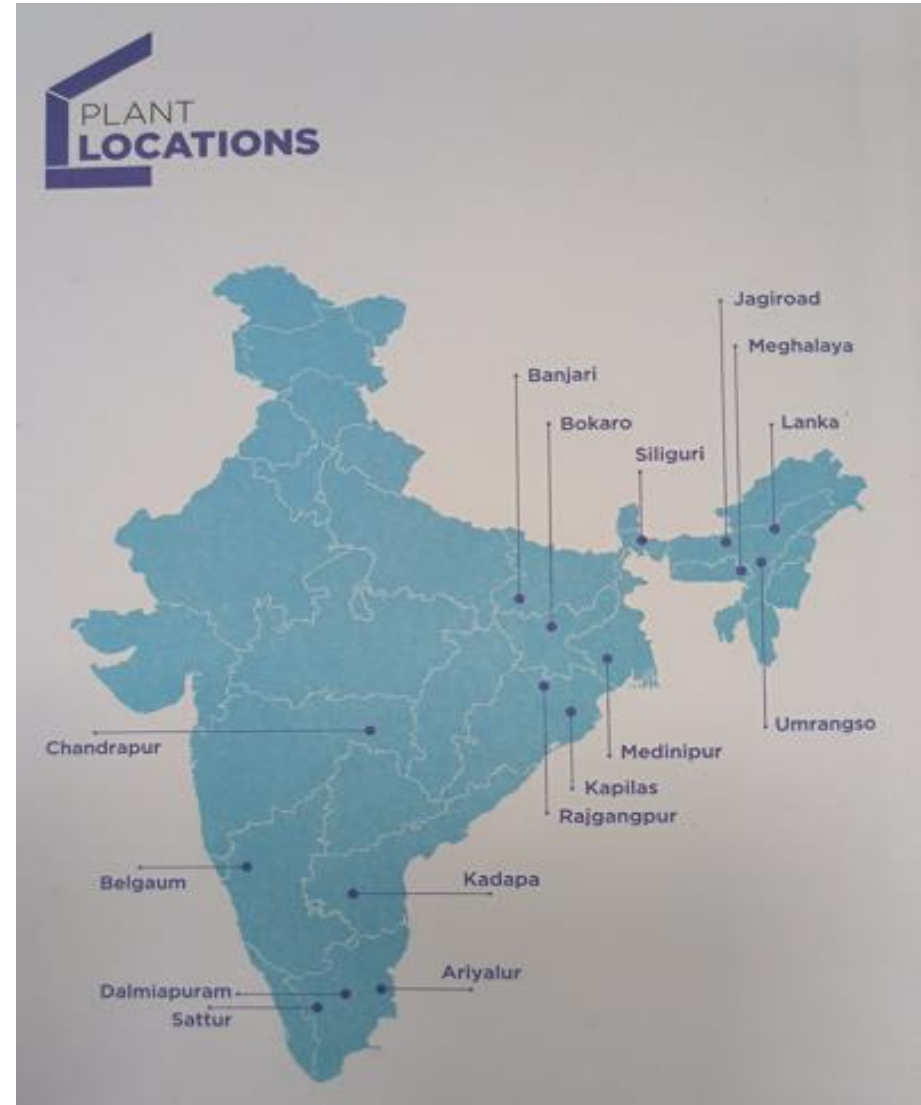 PLANT
LOCATIONS
Jagiroad
Meghalaya
Banjari
Bokaro
Lanka
Siliguri
Umrangso
Chandrapur
Medinipur
Kapilas
Rajgangpur
Belgaum
Kadapa
Ariyalur
Dalmiapuram
Sattur